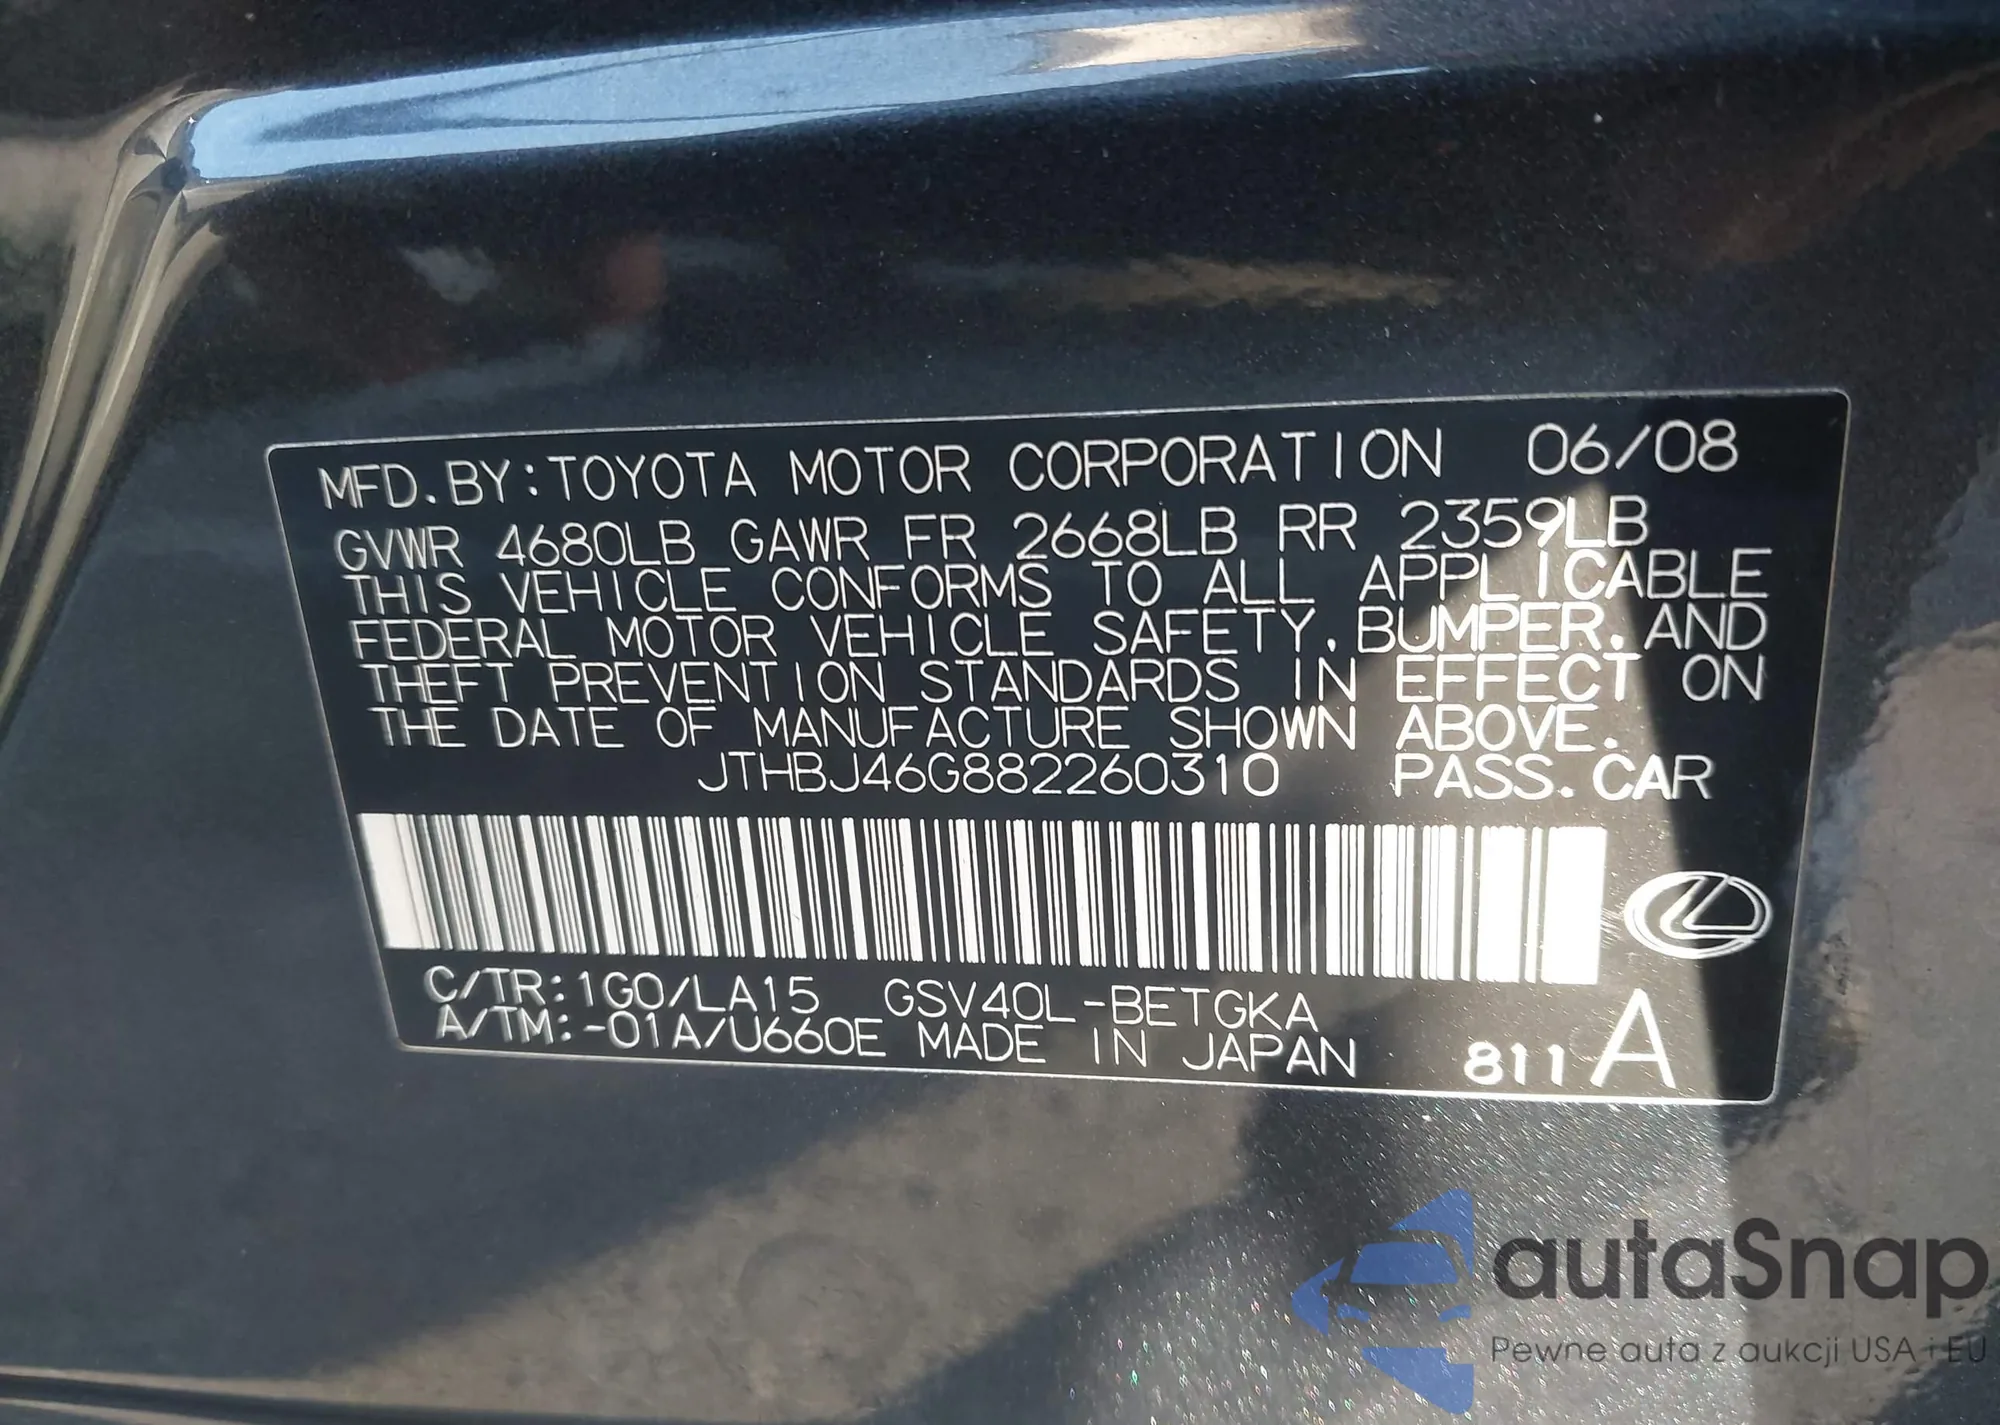 MFD. BY: TOYOTA MOTOR CORPORATION 06/08
GVWR 4680LB GAWR FR 2668LB RR 2359LB
THIS VEHICLE CONFORMS TO ALL APPLICABLE
FEDERAL MOTOR VEHICLE SAFETY, BUMPER, AND
THEFT PREVENTION STANDARDS IN EFFECT ON
THE DATE OF MANUFACTURE SHOWN ABOVE.
JTHBJ46G882260310 PASS. CAR
C/TR: 1G0/LA15 GSV40L-BETGKA
A/TM: -01A/U660E MADE IN JAPAN 811 A
autaSnap
Pewne auta z aukcji USA i EU